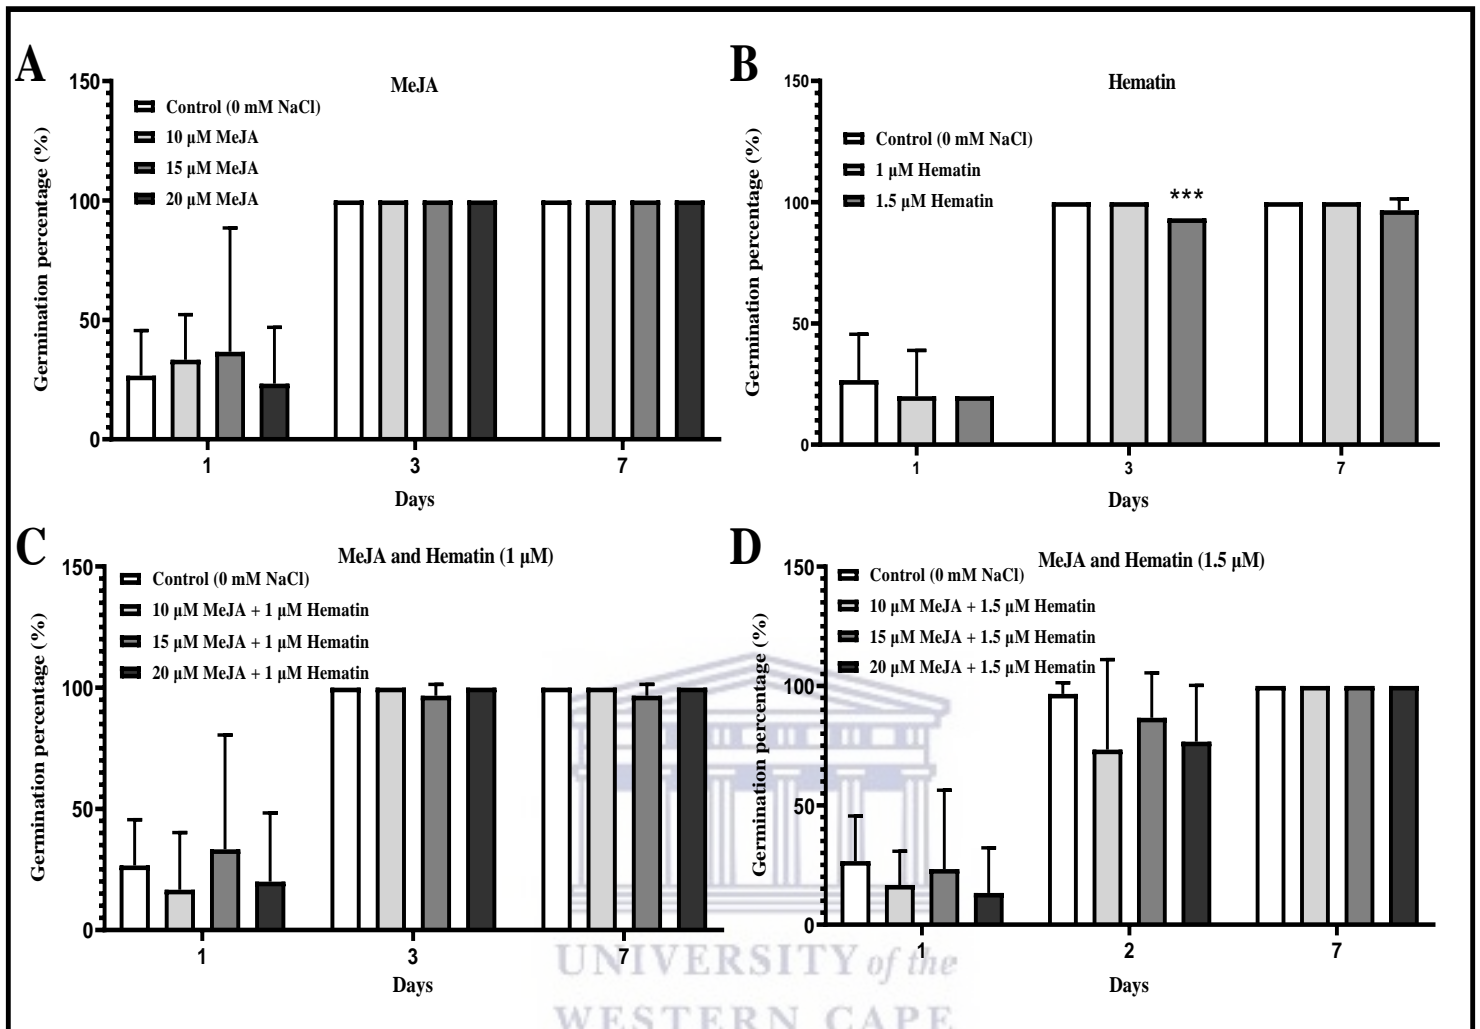 A
MeJA
150
100
50
0
Germination percentage (%)
Control (0 mM NaCl)
10 µM MeJA
15 µM MeJA
20 µM MeJA
1
3
7
Days
B
Hematin
150
100
50
0
Germination percentage (%)
Control (0 mM NaCl)
1 µM Hematin
1.5 µM Hematin
***
1
3
7
Days
C
MeJA and Hematin (1 µM)
150
100
50
0
Germination percentage (%)
Control (0 mM NaCl)
10 µM MeJA + 1 µM Hematin
15 µM MeJA + 1 µM Hematin
20 µM MeJA + 1 µM Hematin
1
3
7
Days
D
MeJA and Hematin (1.5 µM)
150
100
50
0
Germination percentage (%)
Control (0 mM NaCl)
10 µM MeJA + 1.5 µM Hematin
15 µM MeJA + 1.5 µM Hematin
20 µM MeJA + 1.5 µM Hematin
1
2
7
Days
UNIVERSITY of the
WESTERN CAPE